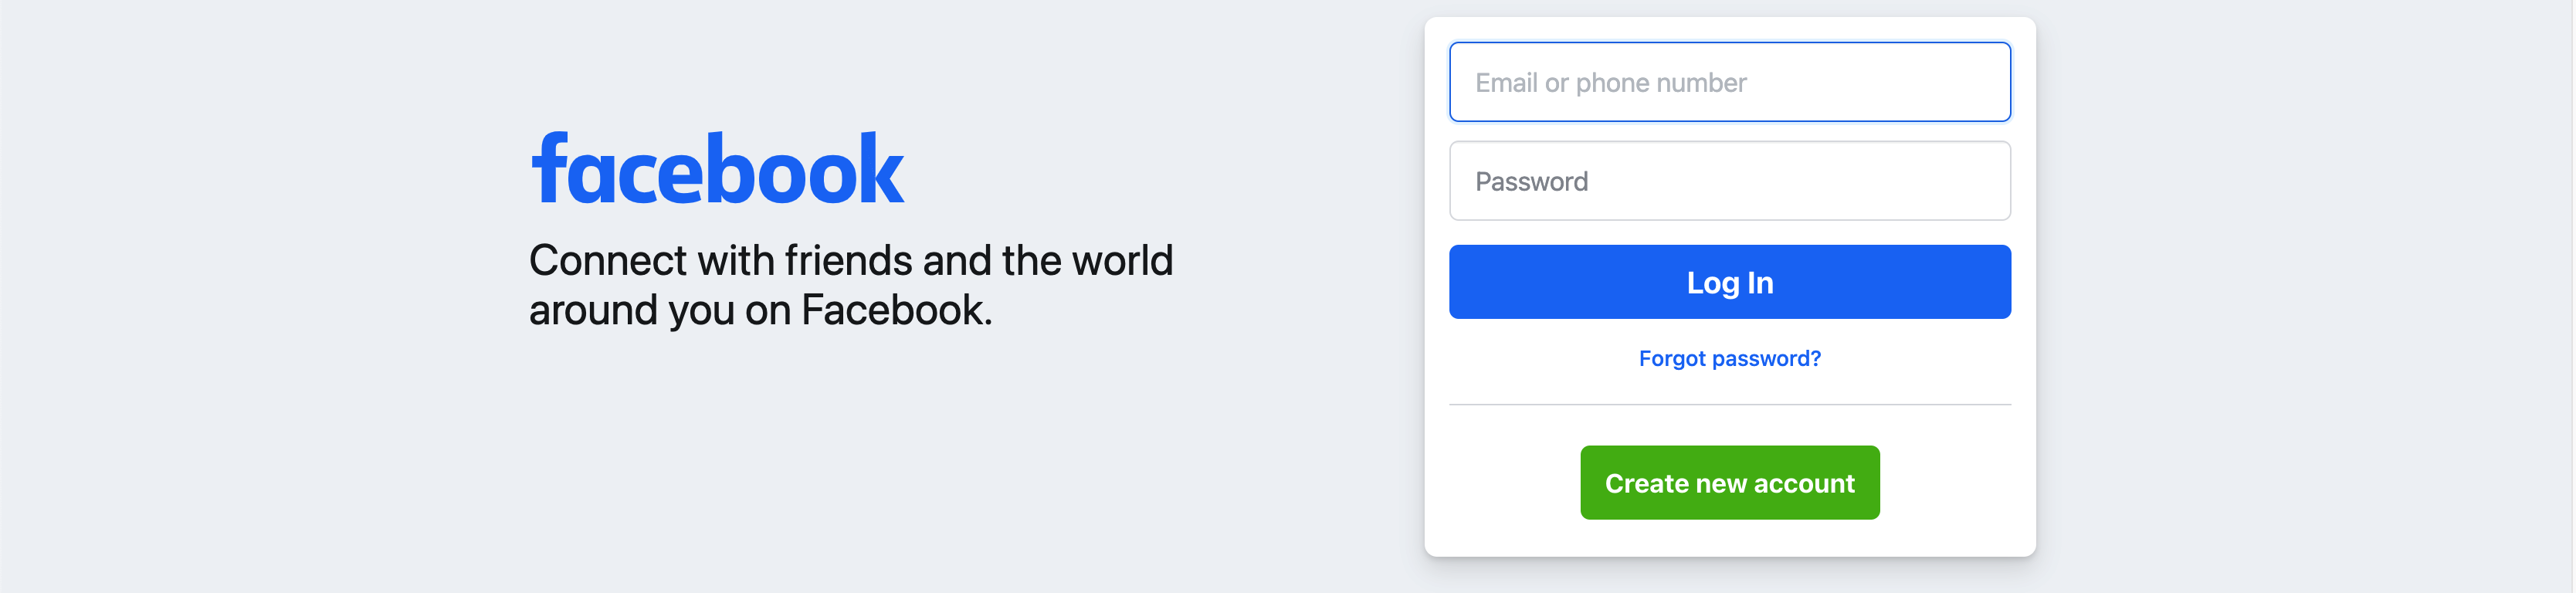 facebook
Connect with friends and the world
around you on Facebook.
Email or phone number
Password
Log In
Forgot password?
Create new account